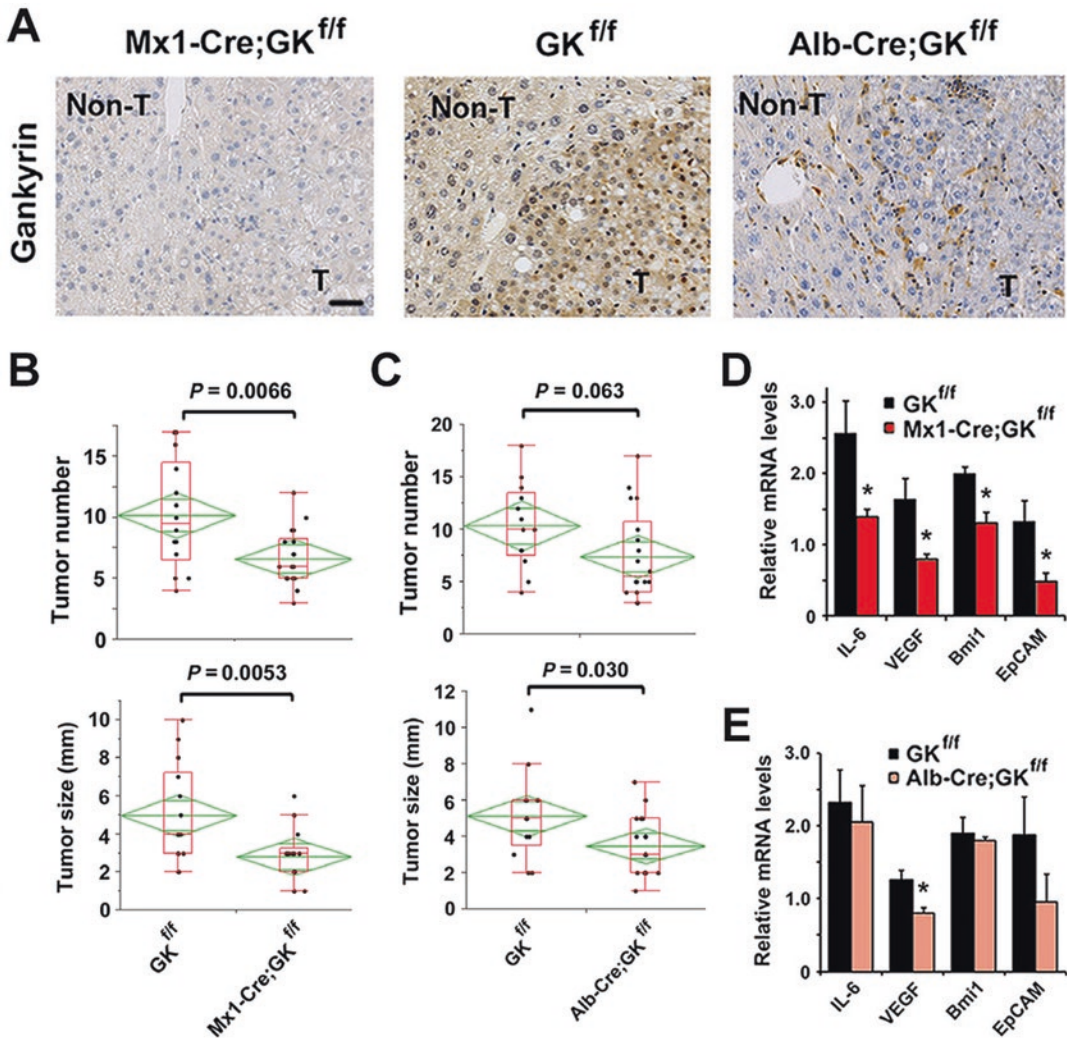 A
Mx1-Cre;GK f/f
GK f/f
Alb-Cre;GK f/f
Gankyrin
Non-T
T
Non-T
T
Non-T
T
B
P = 0.0066
Tumor number
15
10
5
0
P = 0.0053
Tumor size (mm)
10
8
6
4
2
0
GK f/f
Mx1-Cre;GK f/f
C
P = 0.063
Tumor number
20
15
10
5
0
P = 0.030
Tumor size (mm)
12
10
8
6
4
2
0
GK f/f
Alb-Cre;GK f/f
D
Relative mRNA levels
3.0
2.0
1.0
0
GK f/f
Mx1-Cre;GK f/f
*
*
*
*
IL-6
VEGF
Bmi1
EpCAM
E
Relative mRNA levels
3.0
2.0
1.0
0
GK f/f
Alb-Cre;GK f/f
*
IL-6
VEGF
Bmi1
EpCAM